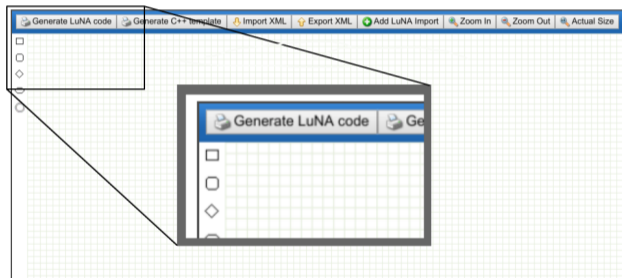 Generate LuNA code Generate C++ template Import XML Export XML Add LuNA Import Zoom In Zoom Out Actual Size
Generate LuNA code Ge